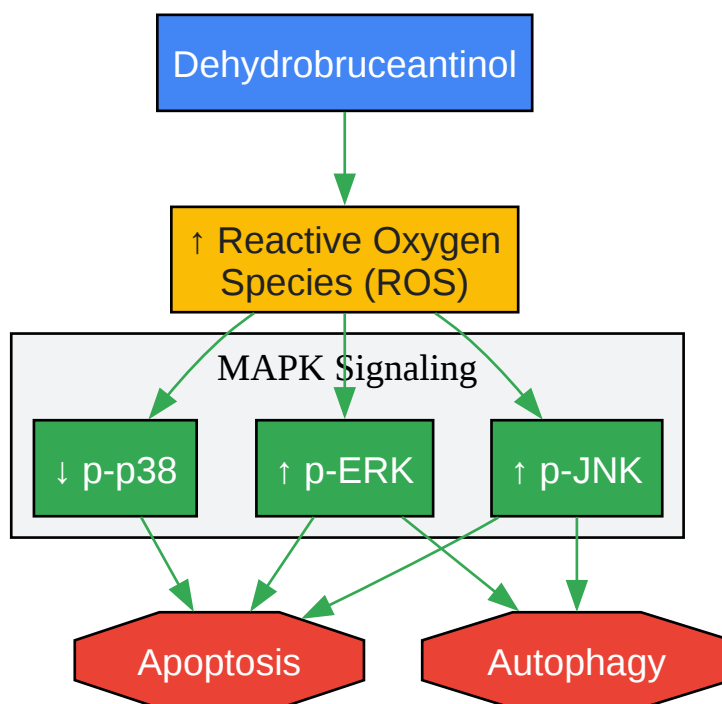 Dehydrobruceantinol
↑ Reactive Oxygen
Species (ROS)
MAPK Signaling
↓ p-p38
↑ p-ERK
↑ p-JNK
Apoptosis
Autophagy